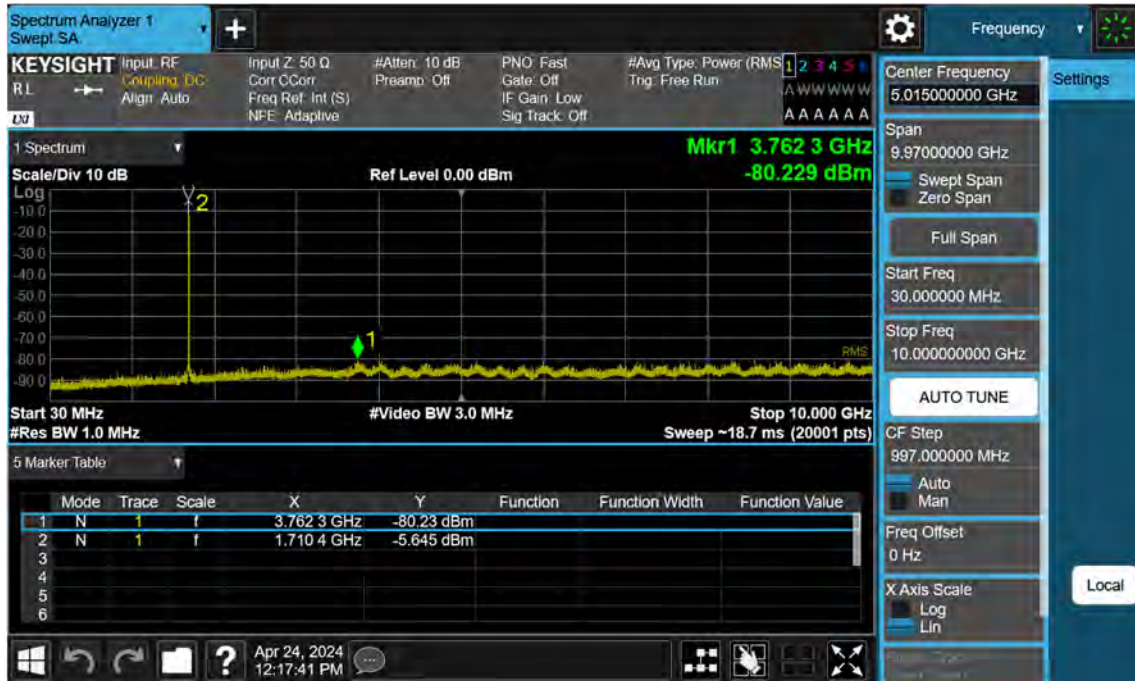 Spectrum Analyzer 1
Swept SA
Frequency
KEYSIGHT
RL
LXI
Input: RF
Coupling: DC
Align: Auto
Input Z: 50 Ω
Corr CCorr
Freq Ref: Int (S)
NFE: Adaptive
#Atten: 10 dB
Preamp: Off
PNO: Fast
Gate: Off
IF Gain: Low
Sig Track: Off
#Avg Type: Power (RMS
Trig: Free Run
1 2 3 4 5 6
A W W W W W
A A A A A A
1 Spectrum
Scale/Div 10 dB
Ref Level 0.00 dBm
Mkr1 3.762 3 GHz
-80.229 dBm
Log
-10.0
-20.0
-30.0
-40.0
-50.0
-60.0
-70.0
-80.0
-90.0
2
1
RMS
Start 30 MHz
#Video BW 3.0 MHz
Stop 10.000 GHz
#Res BW 1.0 MHz
Sweep ~18.7 ms (20001 pts)
5 Marker Table
Mode Trace Scale X Y Function Function Width Function Value
1 N 1 f 3.762 3 GHz -80.23 dBm
2 N 1 f 1.710 4 GHz -5.645 dBm
3
4
5
6
Apr 24, 2024
12:17:41 PM
Center Frequency
5.015000000 GHz
Span
9.97000000 GHz
Swept Span
Zero Span
Full Span
Start Freq
30.000000 MHz
Stop Freq
10.000000000 GHz
AUTO TUNE
CF Step
997.000000 MHz
Auto
Man
Freq Offset
0 Hz
X Axis Scale
Log
Lin
Settings
Local